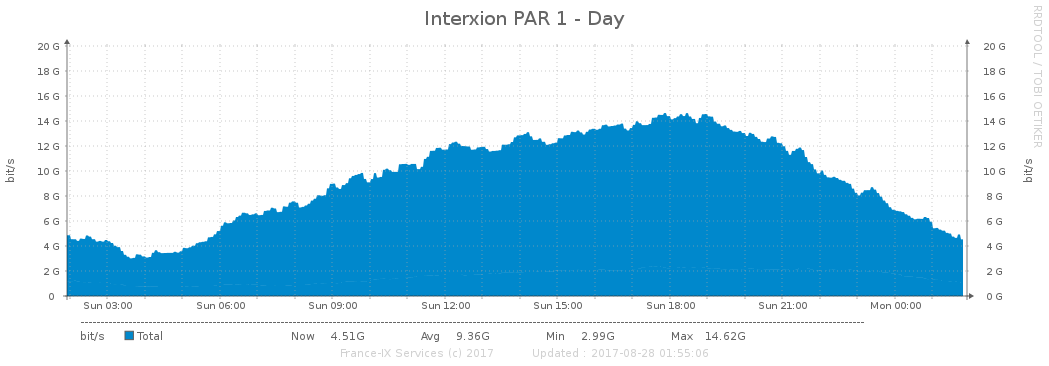 Interxion PAR 1 - Day
RRDTOOL / TOBI OETIKER
20 G 20 G
18 G 18 G
16 G 16 G
14 G 14 G
12 G 12 G
10 G 10 G
8 G 8 G
6 G 6 G
4 G 4 G
2 G 2 G
0 0 G
bit/s
bit/s
Sun 03:00 Sun 06:00 Sun 09:00 Sun 12:00 Sun 15:00 Sun 18:00 Sun 21:00 Mon 00:00
bit/s Total Now 4.51G Avg 9.36G Min 2.99G Max 14.62G
France-IX Services (c) 2017 Updated : 2017-08-28 01:55:06